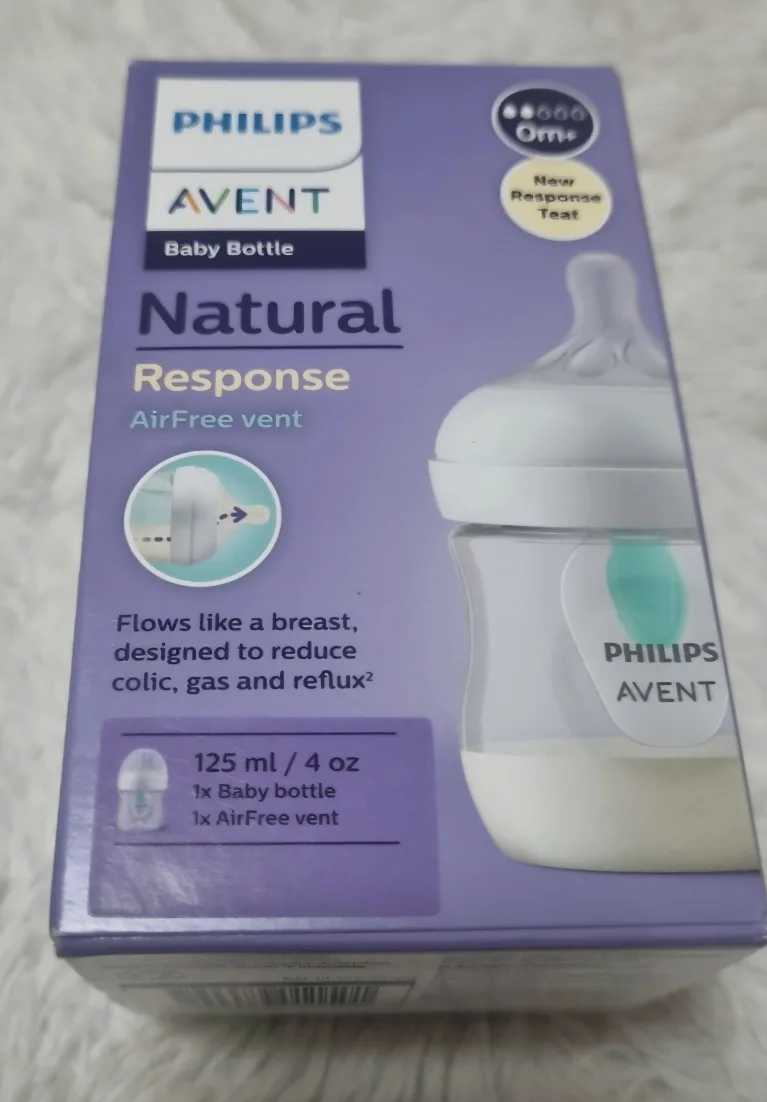 PHILIPS
AVENT
Baby Bottle
0m+
New
Response
Teat
Natural
Response
AirFree vent
Flows like a breast,
designed to reduce
colic, gas and reflux²
PHILIPS
AVENT
125 ml / 4 oz
1x Baby bottle
1x AirFree vent